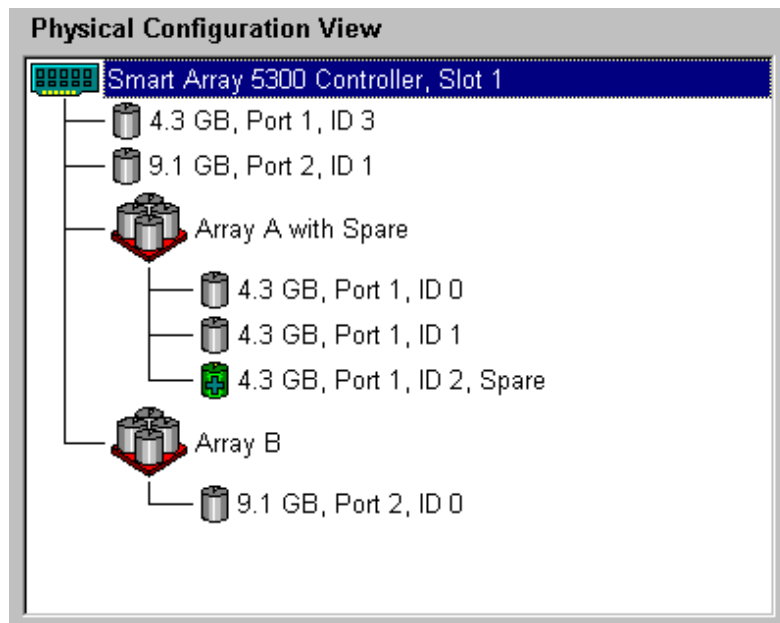 Physical Configuration View
Smart Array 5300 Controller, Slot 1
4.3 GB, Port 1, ID 3
9.1 GB, Port 2, ID 1
Array A with Spare
4.3 GB, Port 1, ID 0
4.3 GB, Port 1, ID 1
4.3 GB, Port 1, ID 2, Spare
Array B
9.1 GB, Port 2, ID 0